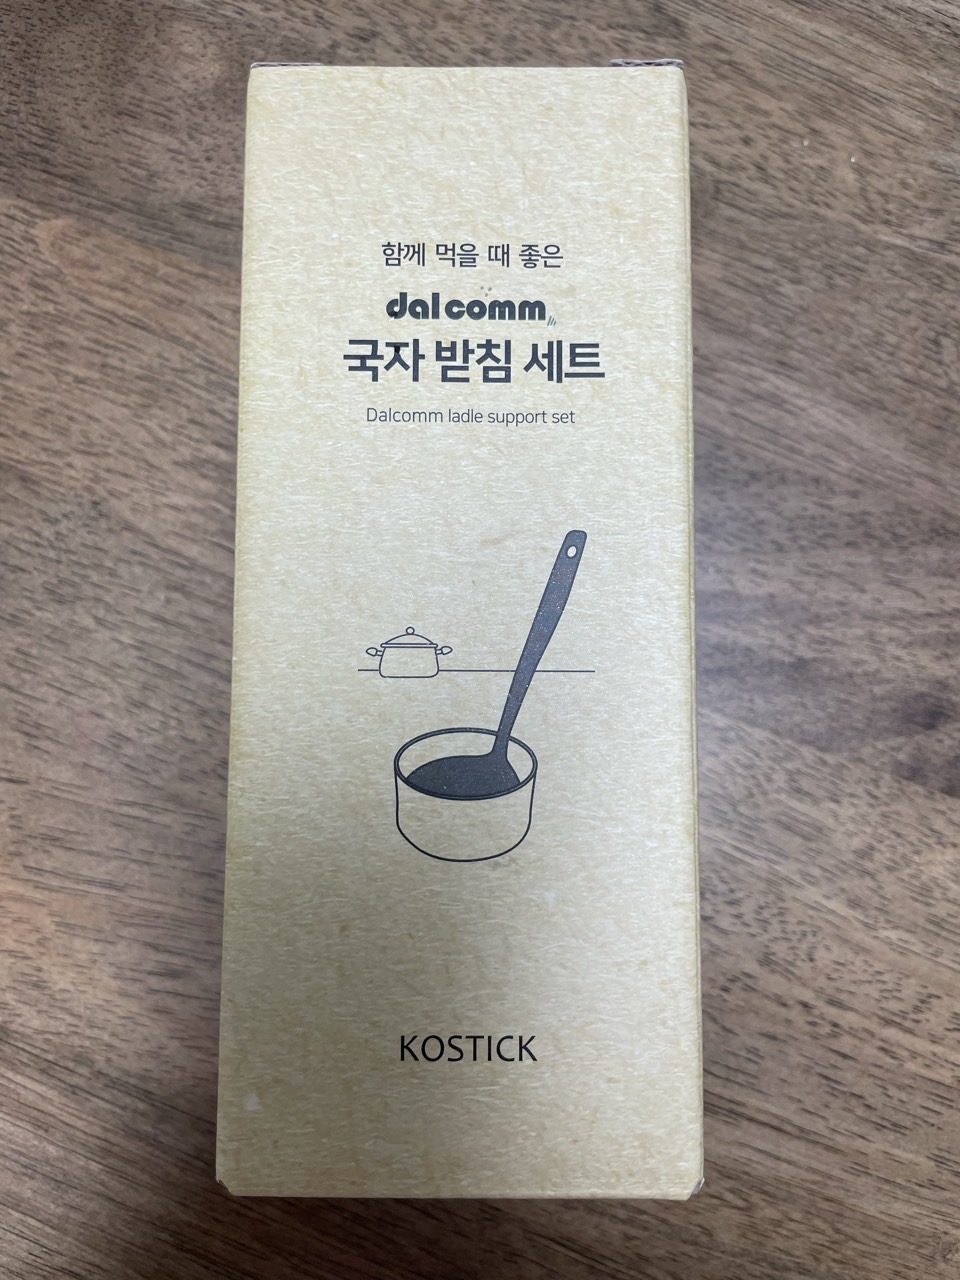 함께 먹을 때 좋은
dalcomm
국자 받침 세트
Dalcomm ladle support set
KOSTICK